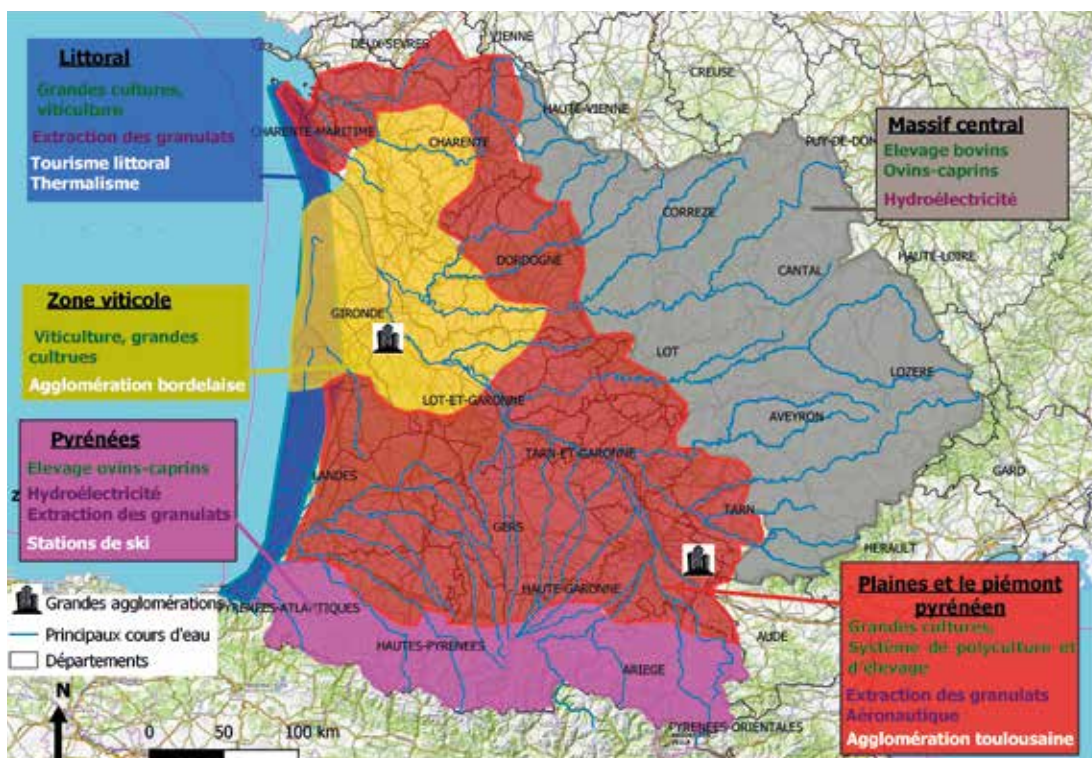 Littoral
Grandes cultures,
viticulture
Extraction des granulats
Tourisme littoral
Thermalisme
Zone viticole
Viticulture, grandes
cultrues
Agglomération bordelaise
Pyrénées
Elevage ovins-caprins
Hydroélectricité
Extraction des granulats
Stations de ski
Massif central
Elevage bovins
Ovins-caprins
Hydroélectricité
Plaines et le piémont
pyrénéen
Grandes cultures,
Système de polyculture et
d'élevage
Extraction des granulats
Aéronautique
Agglomération toulousaine
DEUX-SEVRES
VIENNE
CREUSE
HAUTE-VIENNE
CHARENTE-MARITIME
CHARENTE
PUY-DE-DOM
CORREZE
DORDOGNE
CANTAL
HAUTE-LOIRE
GIRONDE
LOT
LOZERE
LOT-ET-GARONNE
AVEYRON
TARN-ET-GARONNE
GARD
LANDES
TARN
GERS
HERAULT
HAUTE-GARONNE
PYRENEES-ATLANTIQUES
HAUTES-PYRENEES
AUDE
ARIEGE
PYRENEES-ORIENTALES
Grandes agglomérations
Principaux cours d'eau
Départements
N
0 50 100 km